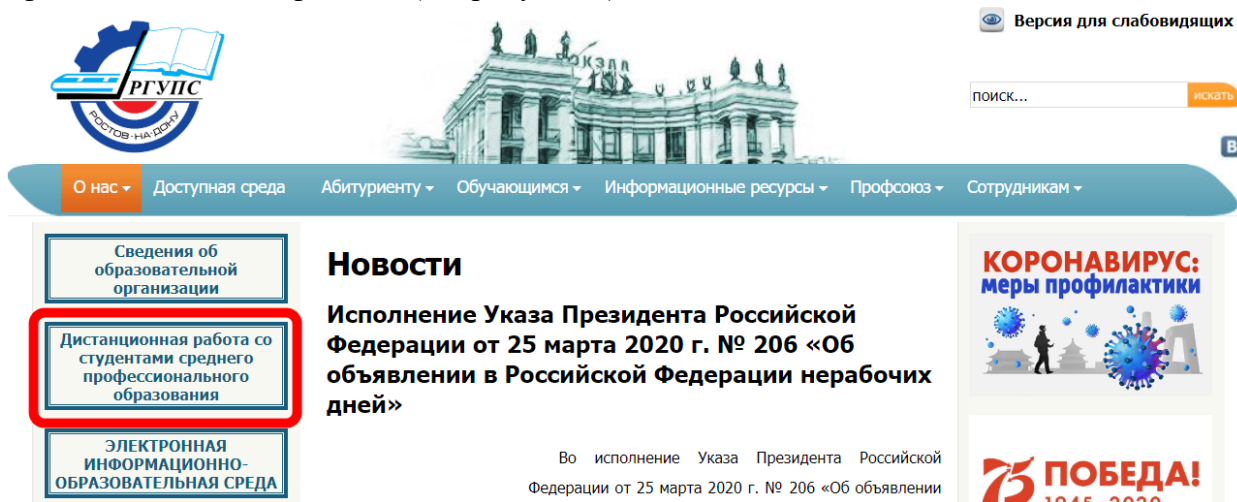 РГУПС
РОСТОВ-НА-ДОНУ
ВОКЗАЛ
Версия для слабовидящих
поиск...
искать
О нас
Доступная среда
Абитуриенту
Обучающимся
Информационные ресурсы
Профсоюз
Сотрудникам
Сведения об
образовательной
организации
Дистанционная работа со
студентами среднего
профессионального
образования
ЭЛЕКТРОННАЯ
ИНФОРМАЦИОННО-
ОБРАЗОВАТЕЛЬНАЯ СРЕДА
Новости
Исполнение Указа Президента Российской
Федерации от 25 марта 2020 г. № 206 «Об
объявлении в Российской Федерации нерабочих
дней»
Во исполнение Указа Президента Российской
Федерации от 25 марта 2020 г. № 206 «Об объявлении
КОРОНАВИРУС:
меры профилактики
75 ПОБЕДА!
1945-2020